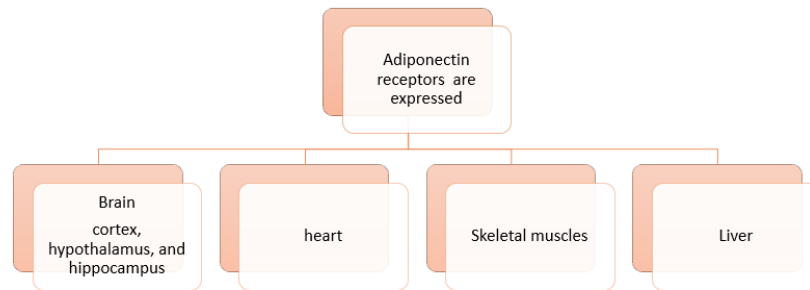 Adiponectin
receptors are
expressed
Brain
cortex,
hypothalamus, and
hippocampus
heart
Skeletal muscles
Liver